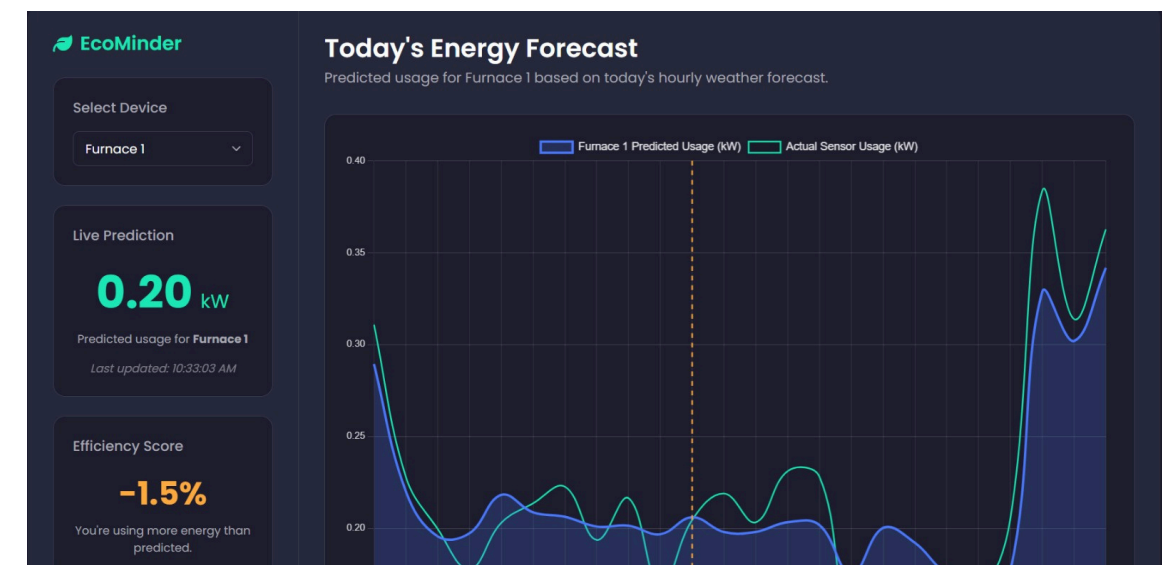 EcoMinder
Select Device
Furnace 1
Live Prediction
0.20 kW
Predicted usage for Furnace 1
Last updated: 10:33:03 AM
Efficiency Score
-1.5%
You're using more energy than
predicted.
Today's Energy Forecast
Predicted usage for Furnace 1 based on today's hourly weather forecast.
Furnace 1 Predicted Usage (kW) Actual Sensor Usage (kW)
0.40
0.35
0.30
0.25
0.20